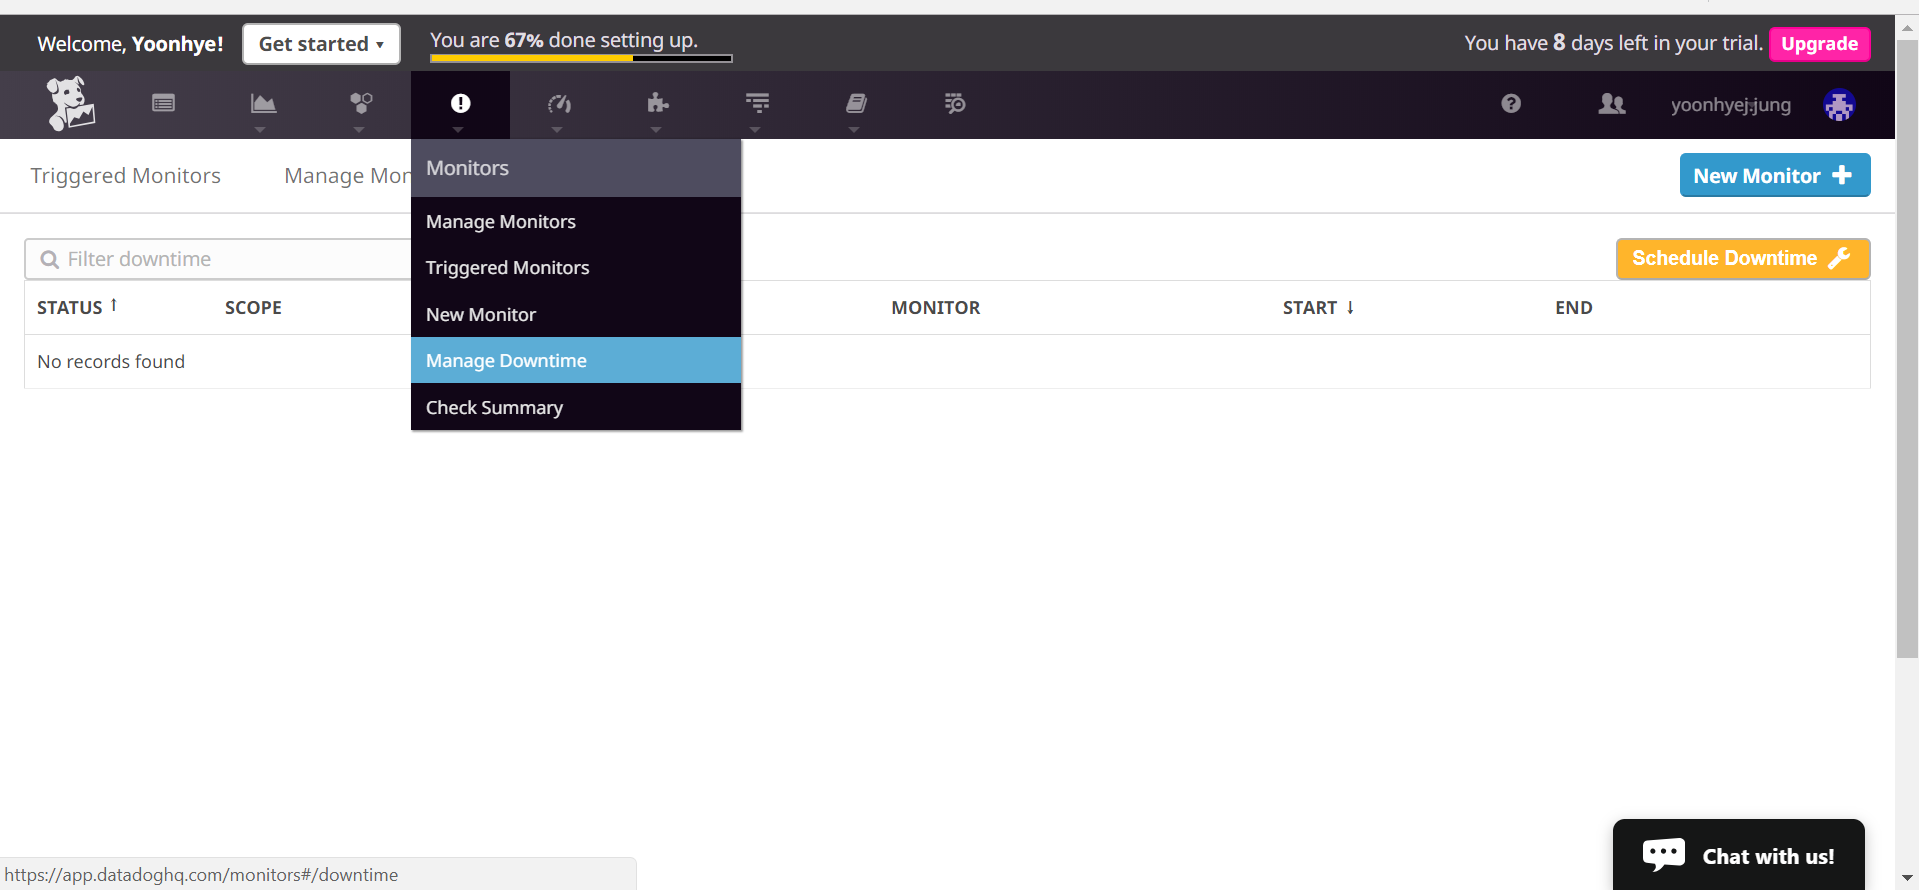 Welcome, Yoonhye!
Get started ▾
You are 67% done setting up.
You have 8 days left in your trial.
Upgrade
yoonhyej.jung
Triggered Monitors
Manage Mon
New Monitor +
Monitors
Manage Monitors
Triggered Monitors
New Monitor
Manage Downtime
Check Summary
Filter downtime
Schedule Downtime
STATUS ↑ SCOPE MONITOR START ↓ END
No records found
Chat with us!
https://app.datadoghq.com/monitors#/downtime